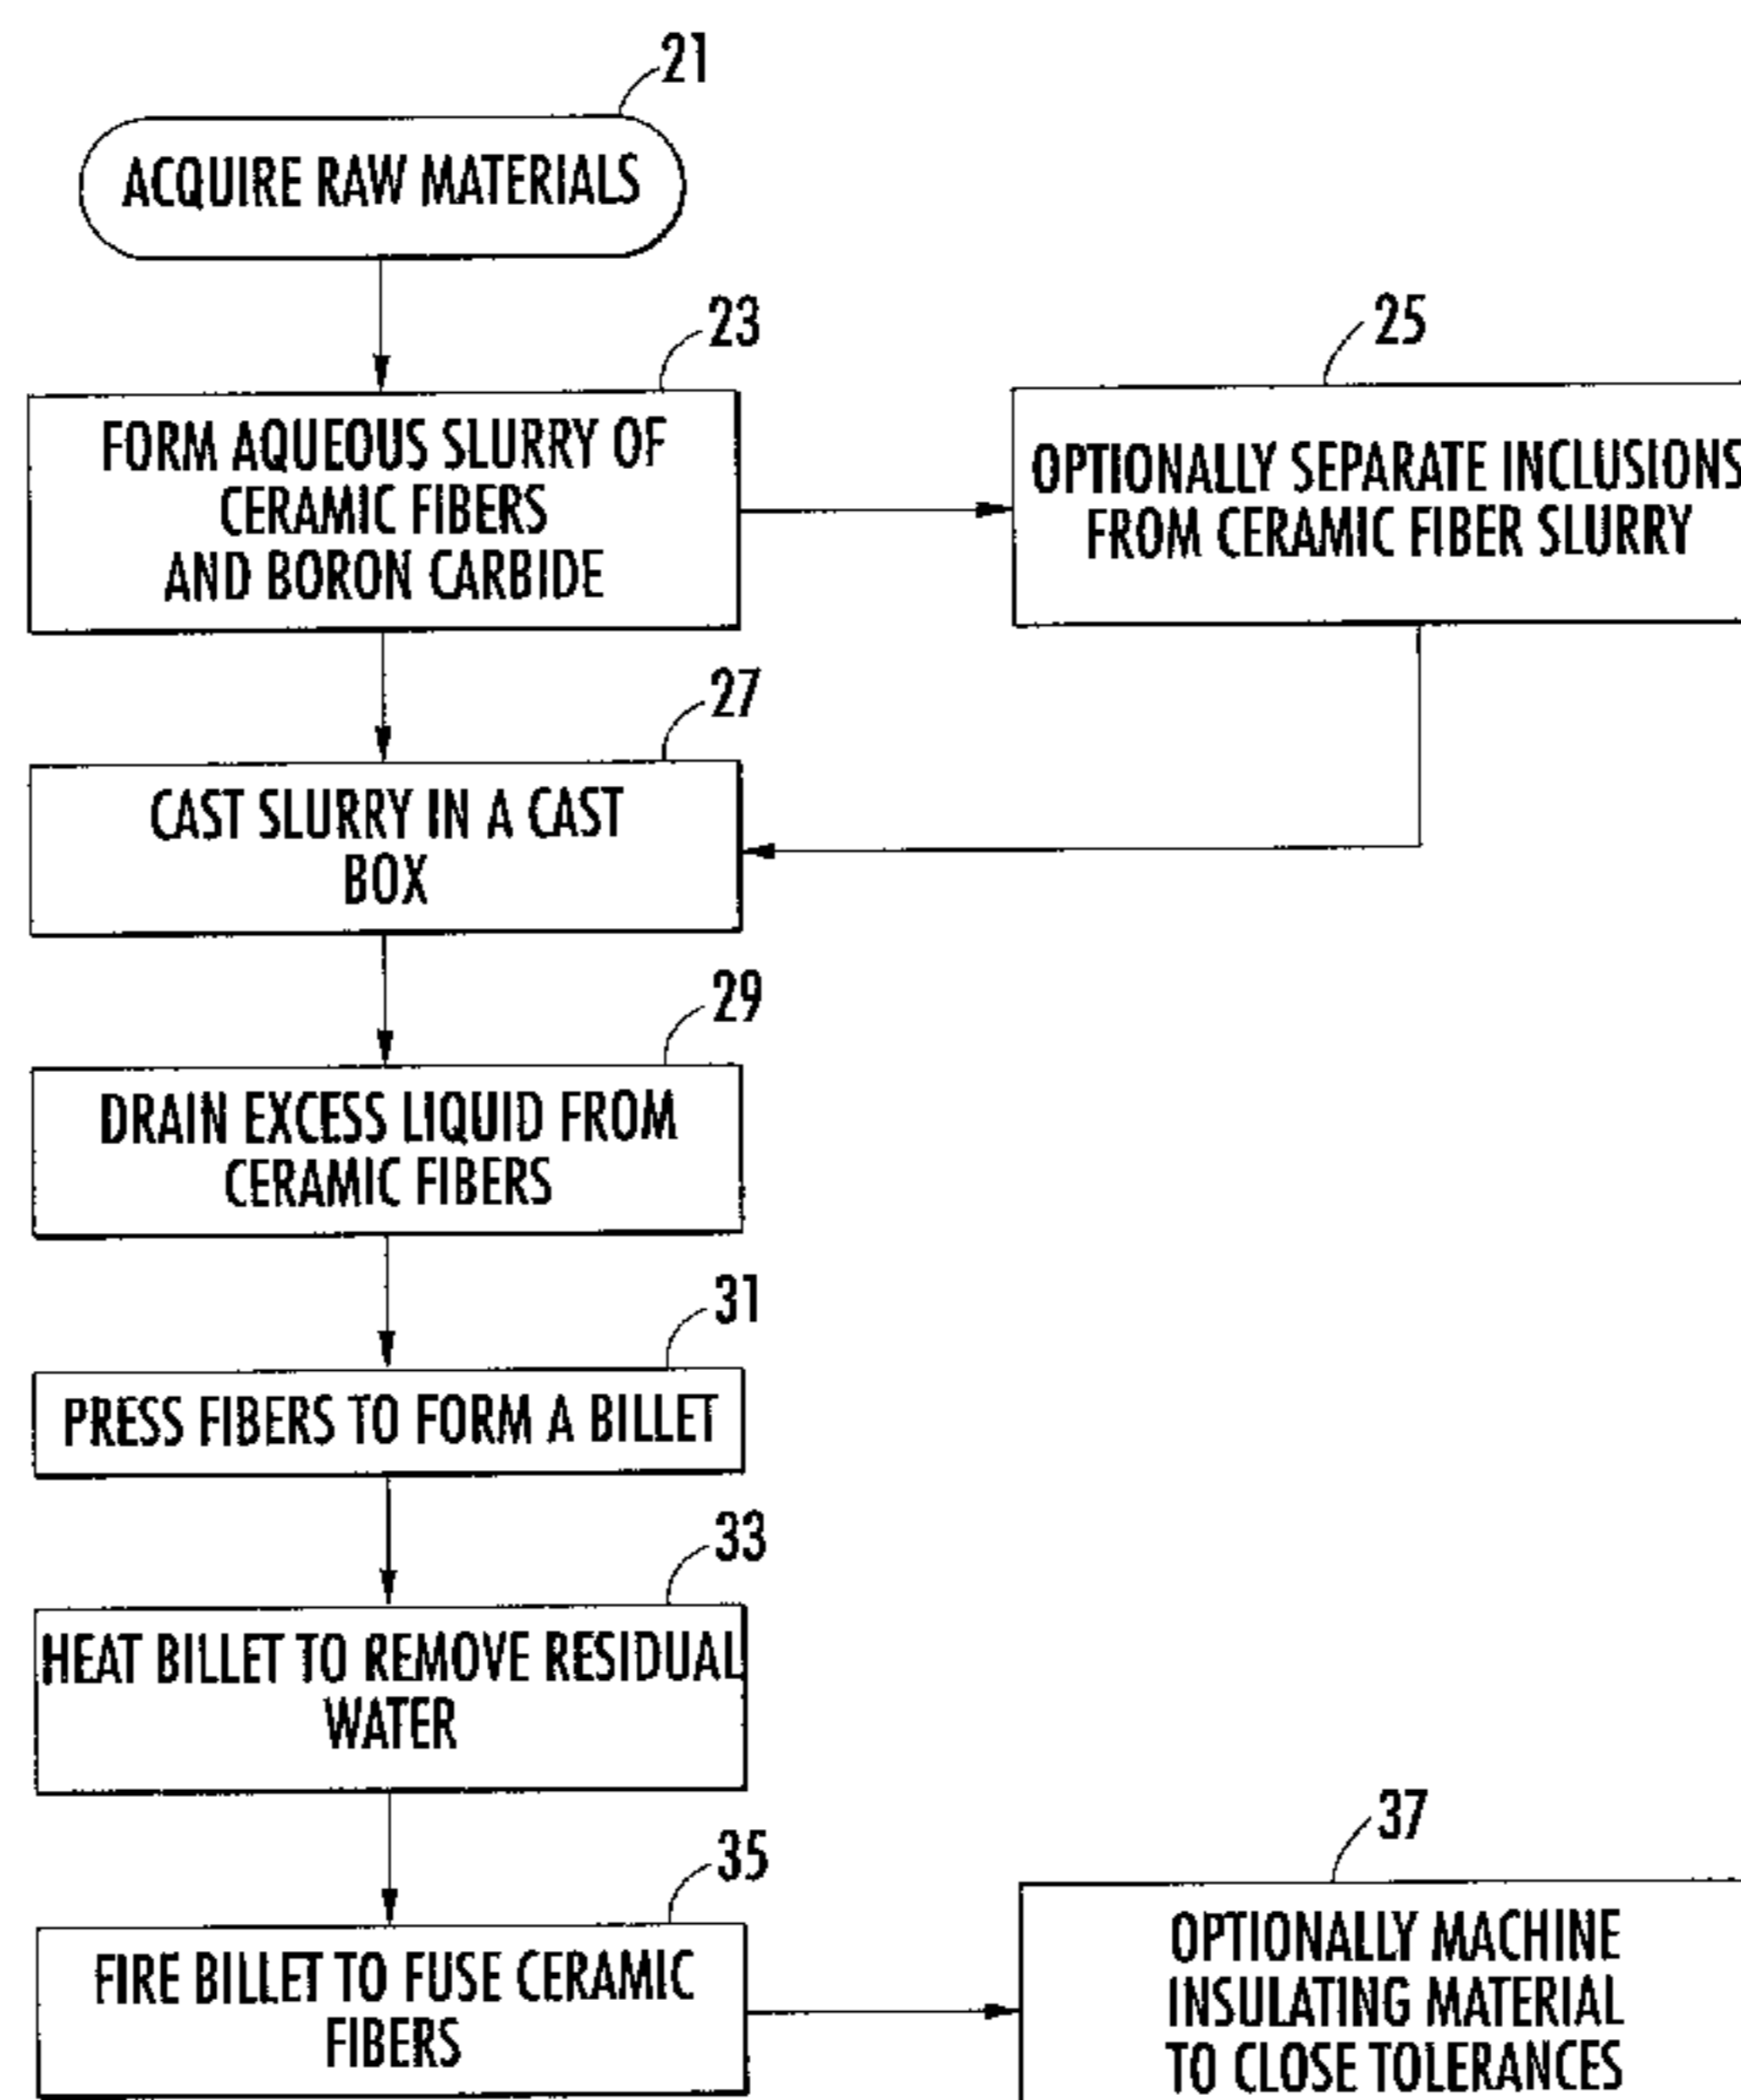 21
ACQUIRE RAW MATERIALS
23
FORM AQUEOUS SLURRY OF
CERAMIC FIBERS
AND BORON CARBIDE
25
OPTIONALLY SEPARATE INCLUSIONS
FROM CERAMIC FIBER SLURRY
27
CAST SLURRY IN A CAST
BOX
29
DRAIN EXCESS LIQUID FROM
CERAMIC FIBERS
31
PRESS FIBERS TO FORM A BILLET
33
HEAT BILLET TO REMOVE RESIDUAL
WATER
35
FIRE BILLET TO FUSE CERAMIC
FIBERS
37
OPTIONALLY MACHINE
INSULATING MATERIAL
TO CLOSE TOLERANCES